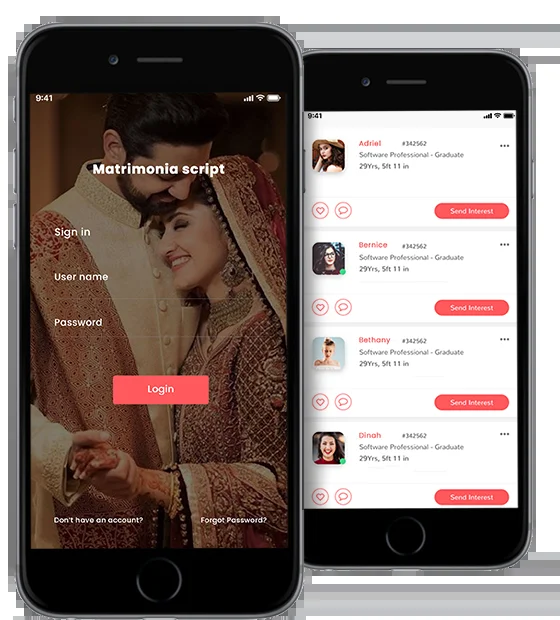 9:41
Matrimonia script
Sign in
User name
Password
Login
Don't have an account? Forgot Password?
9:41
Adriel #342562
Software Professional - Graduate
29Yrs, 5ft 11 in
Send Interest
Bernice #342562
Software Professional - Graduate
29Yrs, 5ft 11 in
Send Interest
Bethany #342562
Software Professional - Graduate
29Yrs, 5ft 11 in
Send Interest
Dinah #342562
Software Professional - Graduate
29Yrs, 5ft 11 in
Send Interest